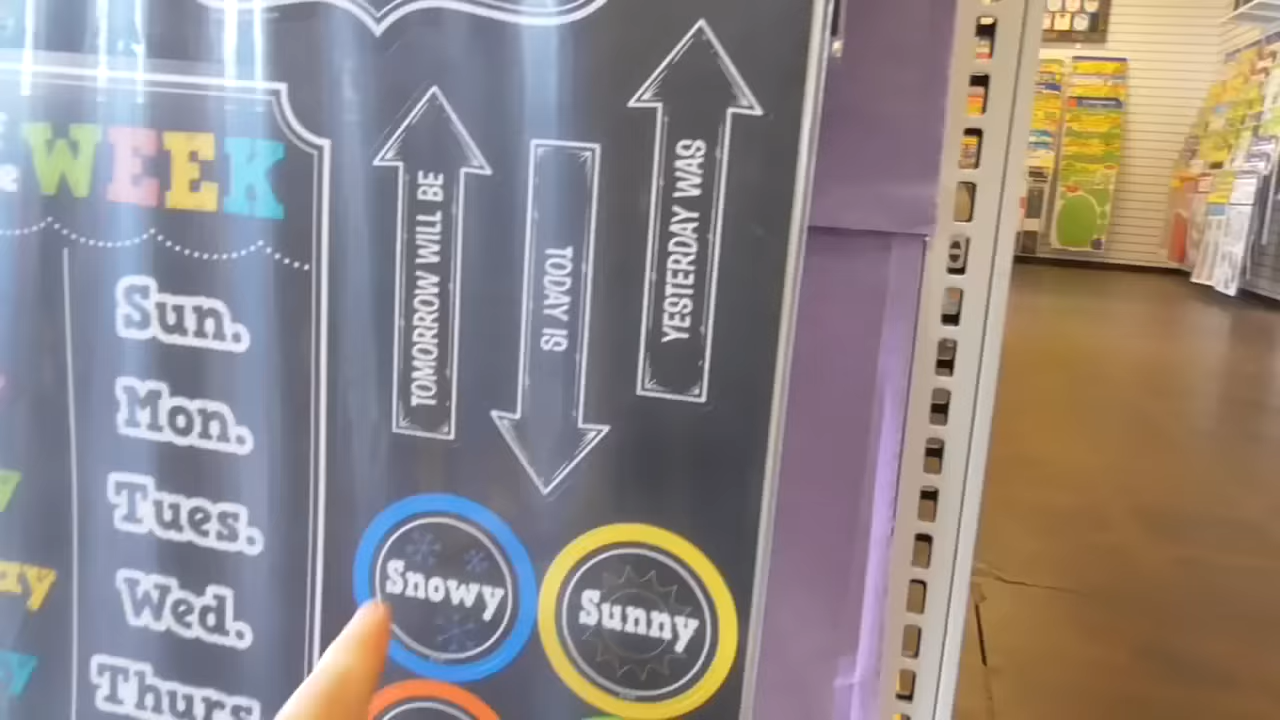 WEEK
Sun.
Mon.
Tues.
Wed.
Thurs
TOMORROW WILL BE
TODAY IS
YESTERDAY WAS
Snowy
Sunny